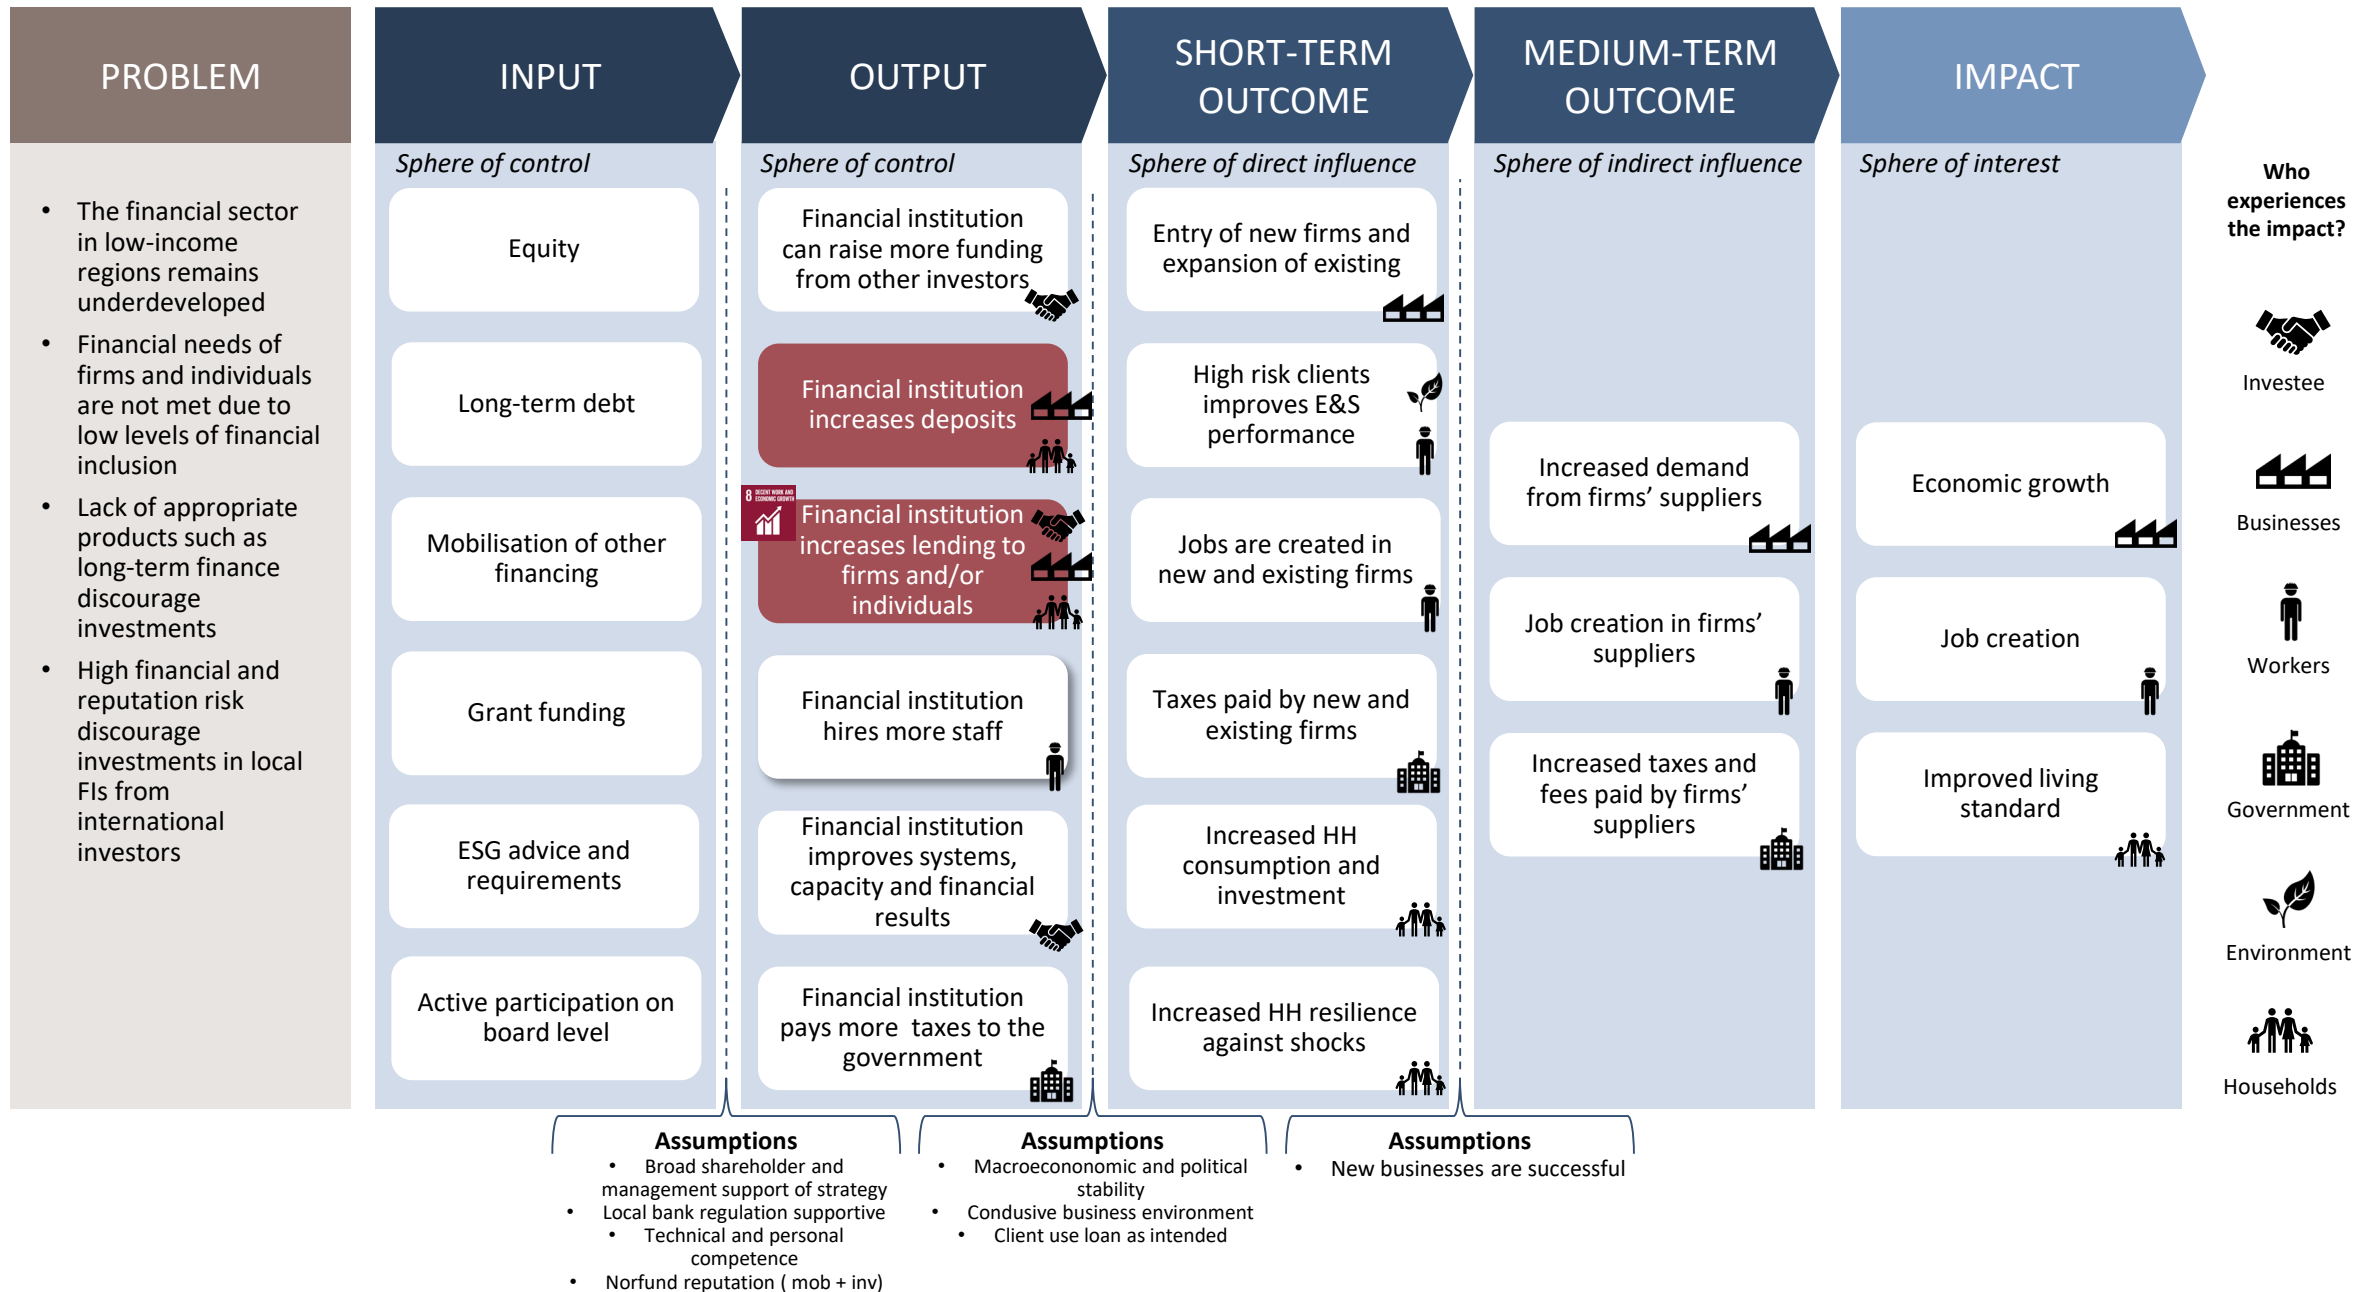 PROBLEM
• The financial sector
in low-income
regions remains
underdeveloped
• Financial needs of
firms and individuals
are not met due to
low levels of financial
inclusion
• Lack of appropriate
products such as
long-term finance
discourage
investments
• High financial and
reputation risk
discourage
investments in local
FIs from
international
investors
INPUT
Sphere of control
Equity
Long-term debt
Mobilisation of other
financing
Grant funding
ESG advice and
requirements
Active participation on
board level
OUTPUT
Sphere of control
Financial institution
can raise more funding
from other investors
Financial institution
increases deposits
8 DECENT WORK AND
ECONOMIC GROWTH
Financial institution
increases lending to
firms and/or
individuals
Financial institution
hires more staff
Financial institution
improves systems,
capacity and financial
results
Financial institution
pays more  taxes to the
government
SHORT-TERM
OUTCOME
Sphere of direct influence
Entry of new firms and
expansion of existing
High risk clients
improves E&S
performance
Jobs are created in
new and existing firms
Taxes paid by new and
existing firms
Increased HH
consumption and
investment
Increased HH resilience
against shocks
MEDIUM-TERM
OUTCOME
Sphere of indirect influence
Increased demand
from firms’ suppliers
Job creation in firms’
suppliers
Increased taxes and
fees paid by firms’
suppliers
IMPACT
Sphere of interest
Economic growth
Job creation
Improved living
standard
Who
experiences
the impact?
Investee
Businesses
Workers
Government
Environment
Households
Assumptions
• Broad shareholder and
management support of strategy
• Local bank regulation supportive
• Technical and personal
competence
• Norfund reputation ( mob + inv)
Assumptions
• Macroecononomic and political
stability
• Condusive business environment
• Client use loan as intended
Assumptions
• New businesses are successful